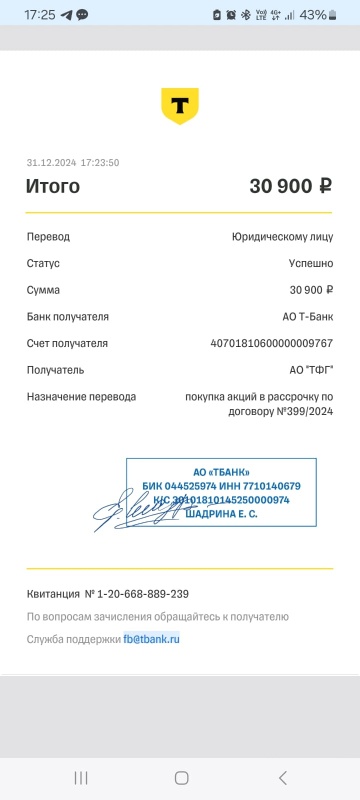 17:25 43%
31.12.2024 17:23:50
Итого 30 900 ₽
Перевод Юридическому лицу
Статус Успешно
Сумма 30 900 ₽
Банк получателя АО Т-Банк
Счет получателя 40701810600000009767
Получатель АО "ТФГ"
Назначение перевода покупка акций в рассрочку по
договору №399/2024
АО «ТБАНК»
БИК 044525974 ИНН 7710140679
К/С 30101810145250000974
ШАДРИНА Е. С.
Квитанция № 1-20-668-889-239
По вопросам зачисления обращайтесь к получателю
Служба поддержки fb@tbank.ru